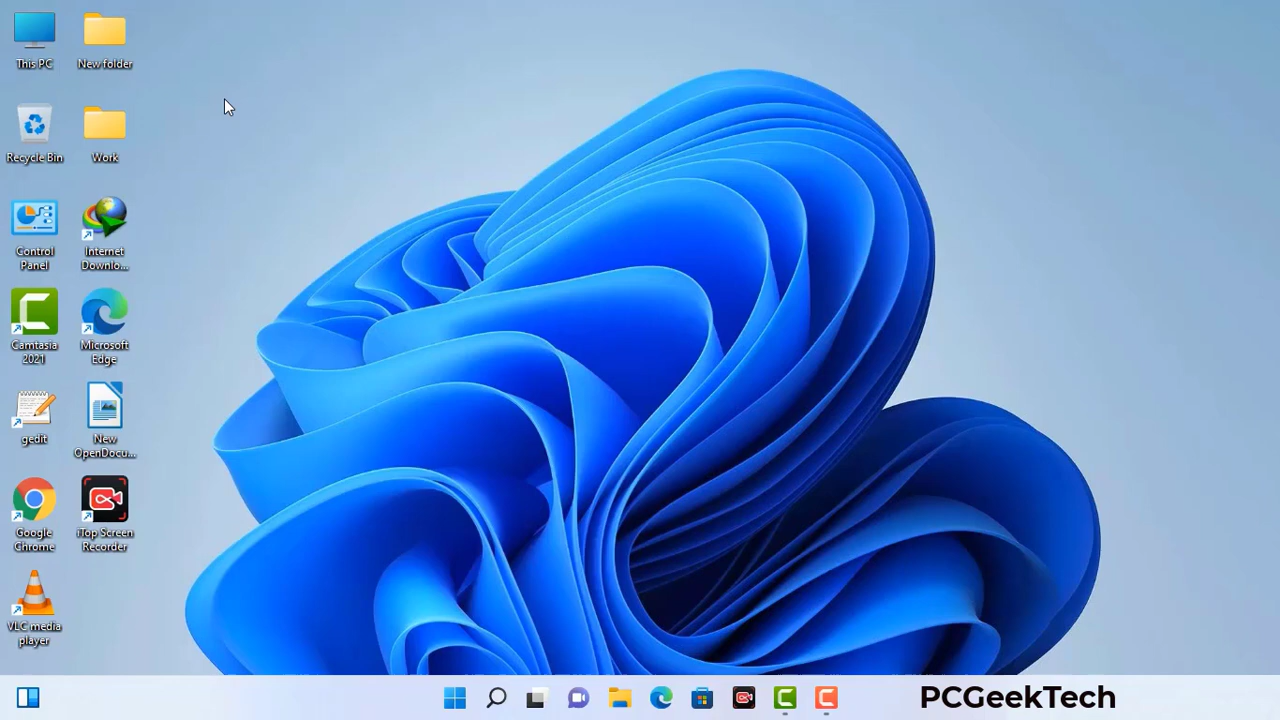 This PC
New folder
Recycle Bin
Work
Control
Panel
Internet
Downlo...
Camtasia
2021
Microsoft
Edge
gedit
New
OpenDocu...
Google
Chrome
iTop Screen
Recorder
VLC media
player
PCGeekTech